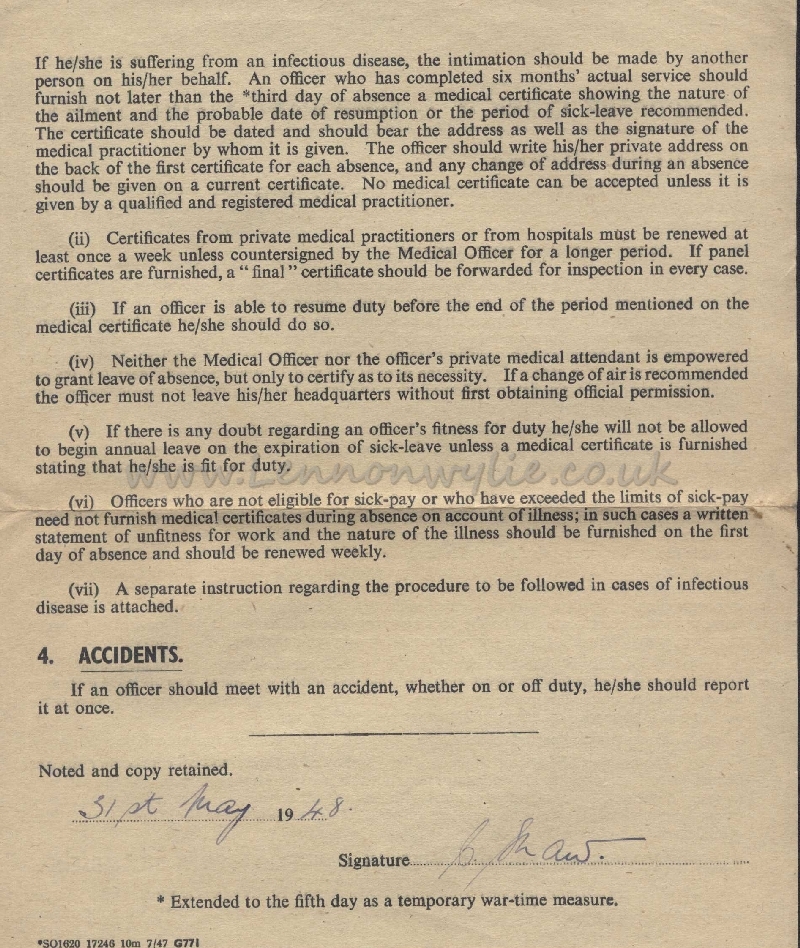 If he/she is suffering from an infectious disease, the intimation should be made by another
person on his/her behalf. An officer who has completed six months' actual service should
furnish not later than the *third day of absence a medical certificate showing the nature of
the ailment and the probable date of resumption or the period of sick-leave recommended.
The certificate should be dated and should bear the address as well as the signature of the
medical practitioner by whom it is given. The officer should write his/her private address on
the back of the first certificate for each absence, and any change of address during an absence
should be given on a current certificate. No medical certificate can be accepted unless it is
given by a qualified and registered medical practitioner.
(ii) Certificates from private medical practitioners or from hospitals must be renewed at
least once a week unless countersigned by the Medical Officer for a longer period. If panel
certificates are furnished, a "final" certificate should be forwarded for inspection in every case.
(iii) If an officer is able to resume duty before the end of the period mentioned on the
medical certificate he/she should do so.
(iv) Neither the Medical Officer nor the officer's private medical attendant is empowered
to grant leave of absence, but only to certify as to its necessity. If a change of air is recommended
the officer must not leave his/her headquarters without first obtaining official permission.
(v) If there is any doubt regarding an officer's fitness for duty he/she will not be allowed
to begin annual leave on the expiration of sick-leave unless a medical certificate is furnished
stating that he/she is fit for duty.
www.Lennonwylie.co.uk
(vi) Officers who are not eligible for sick-pay or who have exceeded the limits of sick-pay
need not furnish medical certificates during absence on account of illness; in such cases a written
statement of unfitness for work and the nature of the illness should be furnished on the first
day of absence and should be renewed weekly.
(vii) A separate instruction regarding the procedure to be followed in cases of infectious
disease is attached.
4. ACCIDENTS.
If an officer should meet with an accident, whether on or off duty, he/she should report
it at once.
Noted and copy retained.
31st May 1948.
Signature Shaw.
* Extended to the fifth day as a temporary war-time measure.
*SO1620 17246 10m 7/47 G771